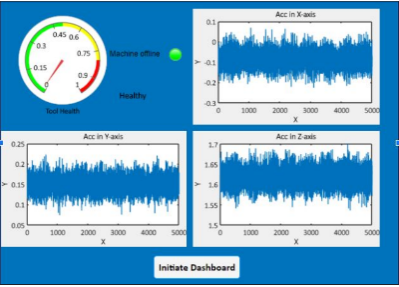 0.45 0.6
0.3
0.15 0.75
0.9
0 1
Tool Health
Machine offline
Healthy
Acc in X-axis
0.1
0
-0.1
-0.2
-0.3
Y
0 1000 2000 3000 4000 5000
X
Acc in Y-axis
0.25
0.2
0.15
0.1
0.05
Y
0 1000 2000 3000 4000 5000
X
Acc in Z-axis
1.7
1.65
1.6
1.55
1.5
Y
0 1000 2000 3000 4000 5000
X
Initiate Dashboard